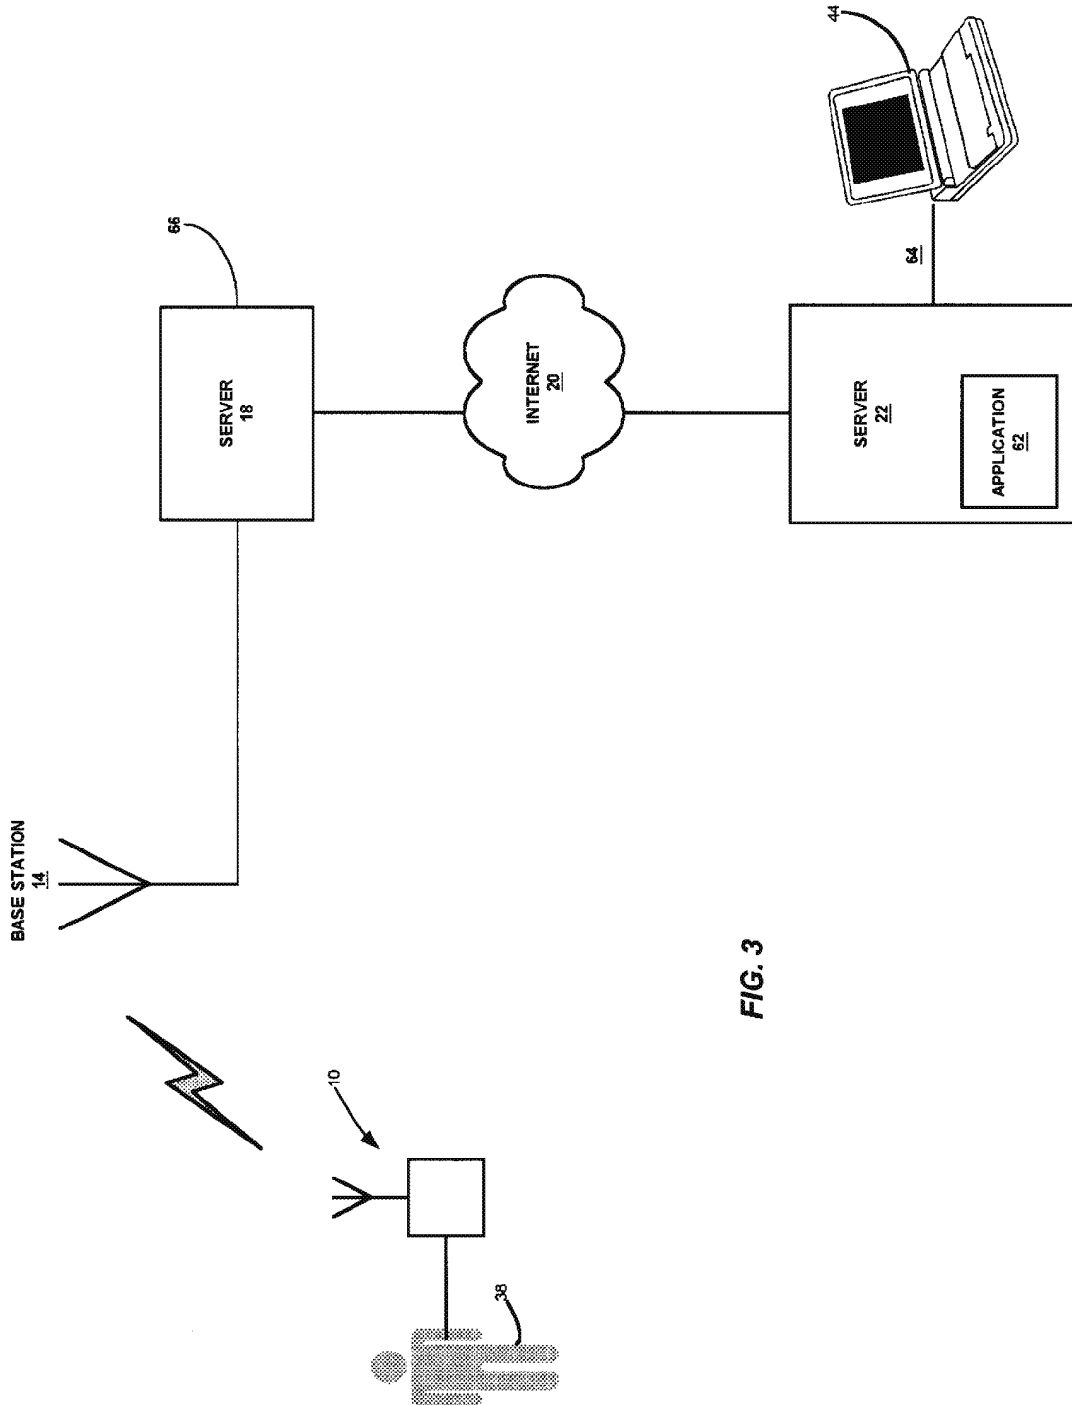 BASE STATION
14
66
SERVER
18
10
38
INTERNET
20
44
64
SERVER
22
APPLICATION
62
FIG. 3